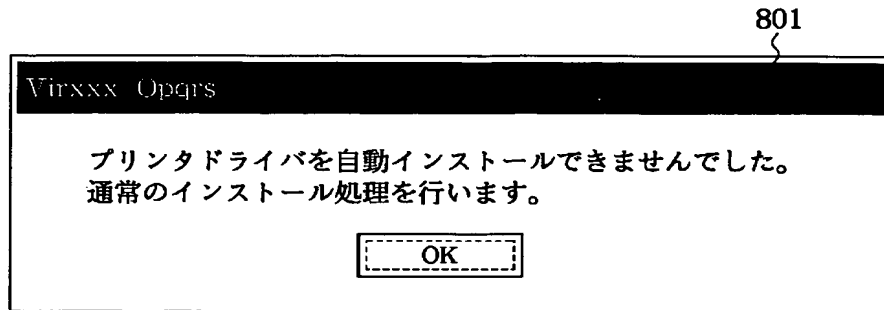 801
Virxxx Opqrs
プリンタドライバを自動インストールできませんでした。
通常のインストール処理を行います。
OK